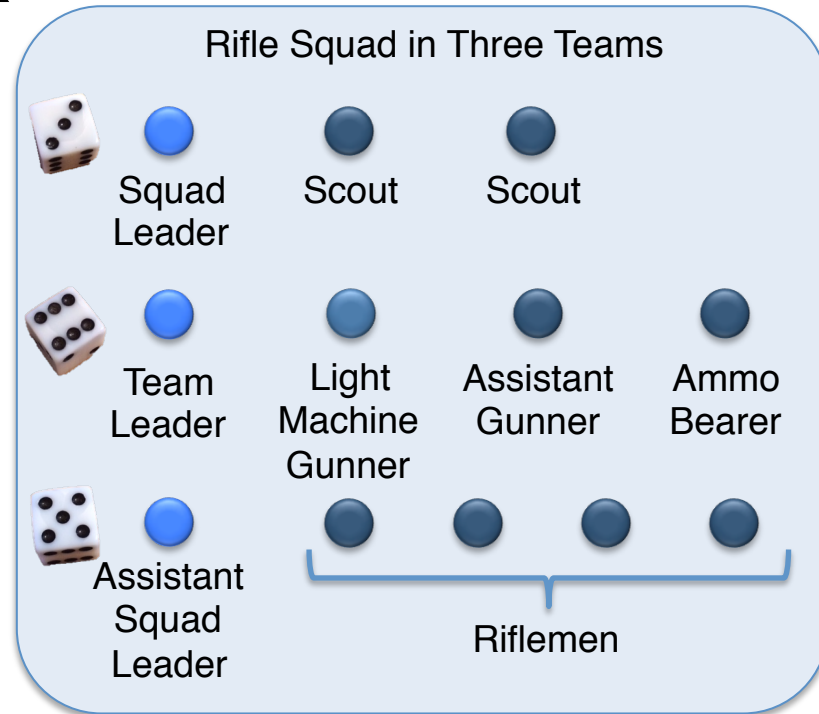 Rifle Squad in Three Teams
Squad
Leader
Scout
Scout
Team
Leader
Light
Machine
Gunner
Assistant
Gunner
Ammo
Bearer
Assistant
Squad
Leader
Riflemen